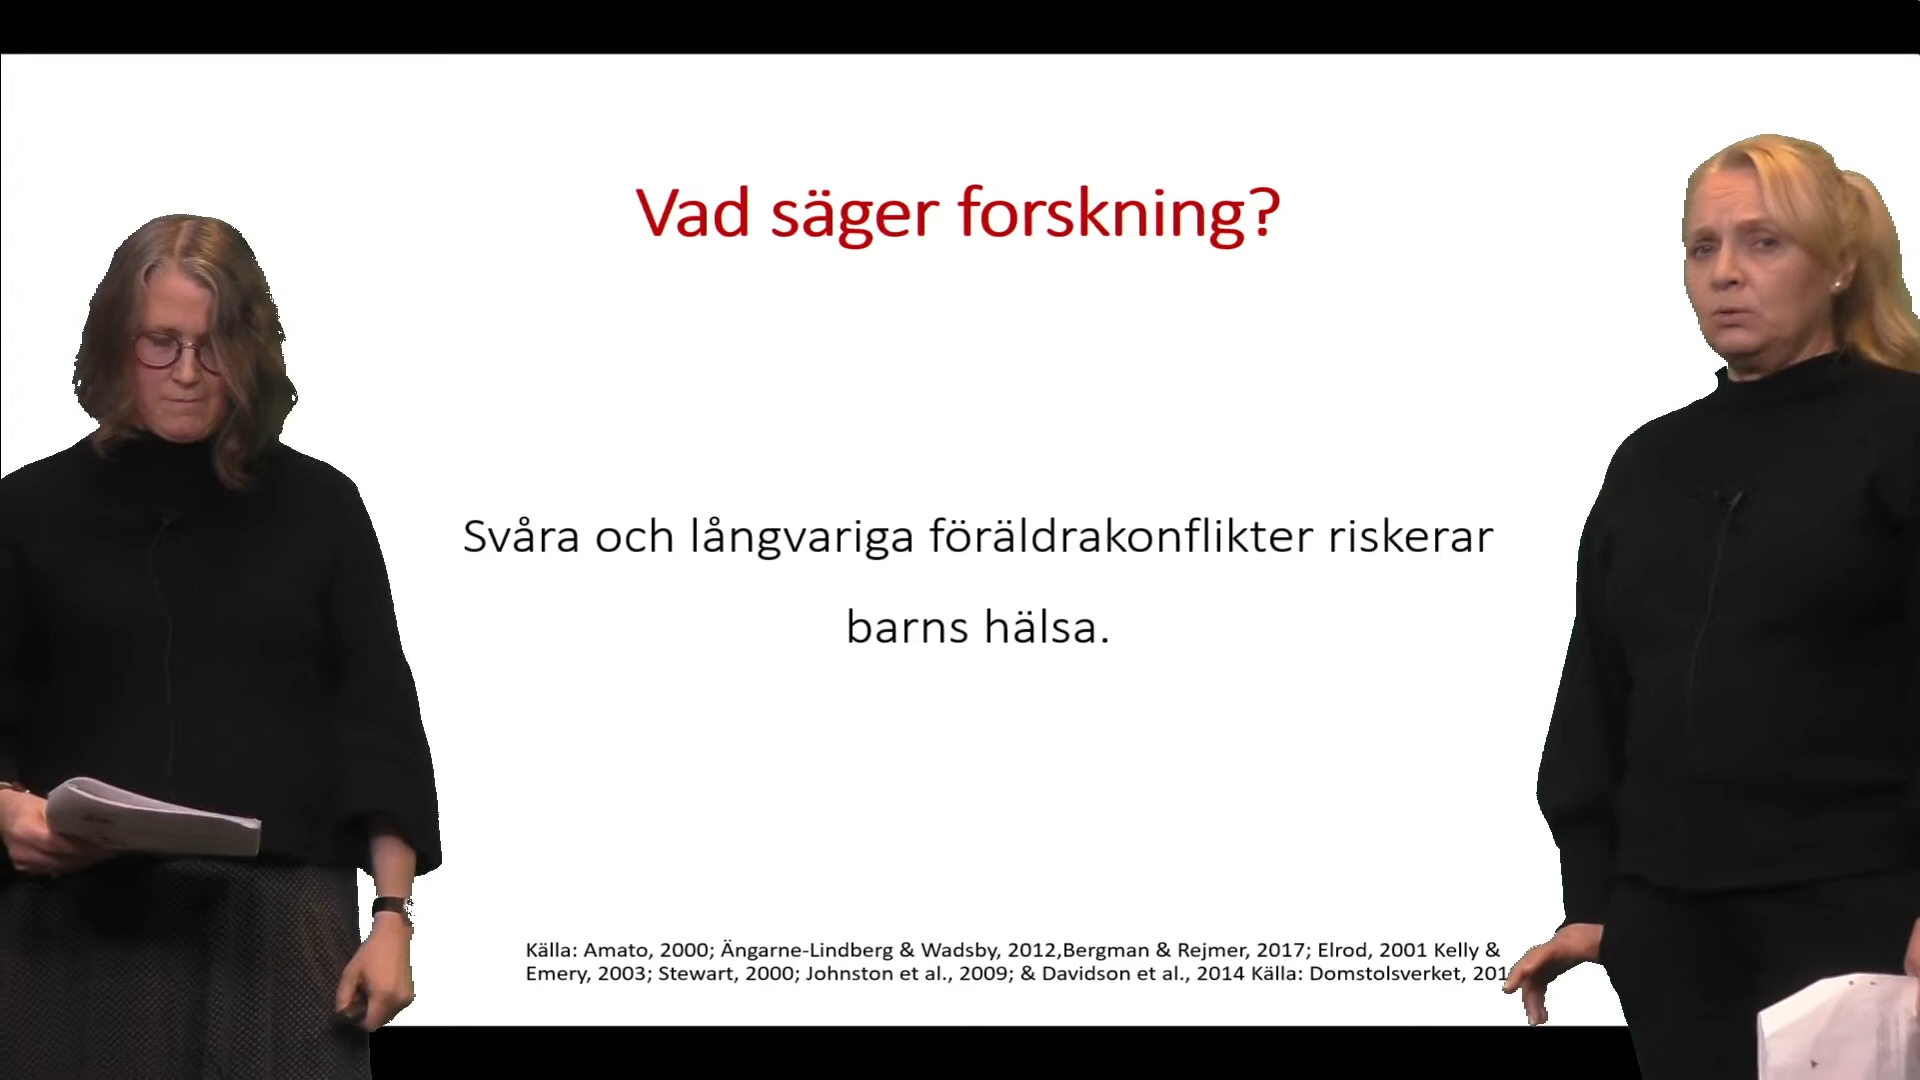 Vad säger forskning?
Svåra och långvariga föräldrakonflikter riskerar
barns hälsa.
Källa: Amato, 2000; Ängarne-Lindberg & Wadsby, 2012,Bergman & Rejmer, 2017; Elrod, 2001 Kelly &
Emery, 2003; Stewart, 2000; Johnston et al., 2009; & Davidson et al., 2014 Källa: Domstolsverket,